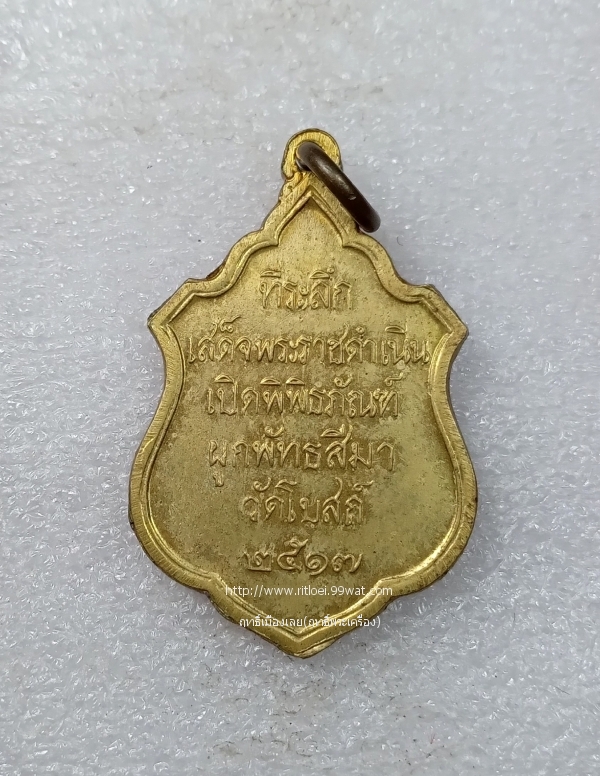 ที่ระลึก
เสด็จพระราชดำเนิน
เปิดพิพิธภัณฑ์
ผูกพัทธสีมา
วัดโบสถ์
๒๕๑๗
http://www.ritloei.99wat.com
ฤทธิ์เมืองเลย(ฤทธิ์พระเครื่อง)